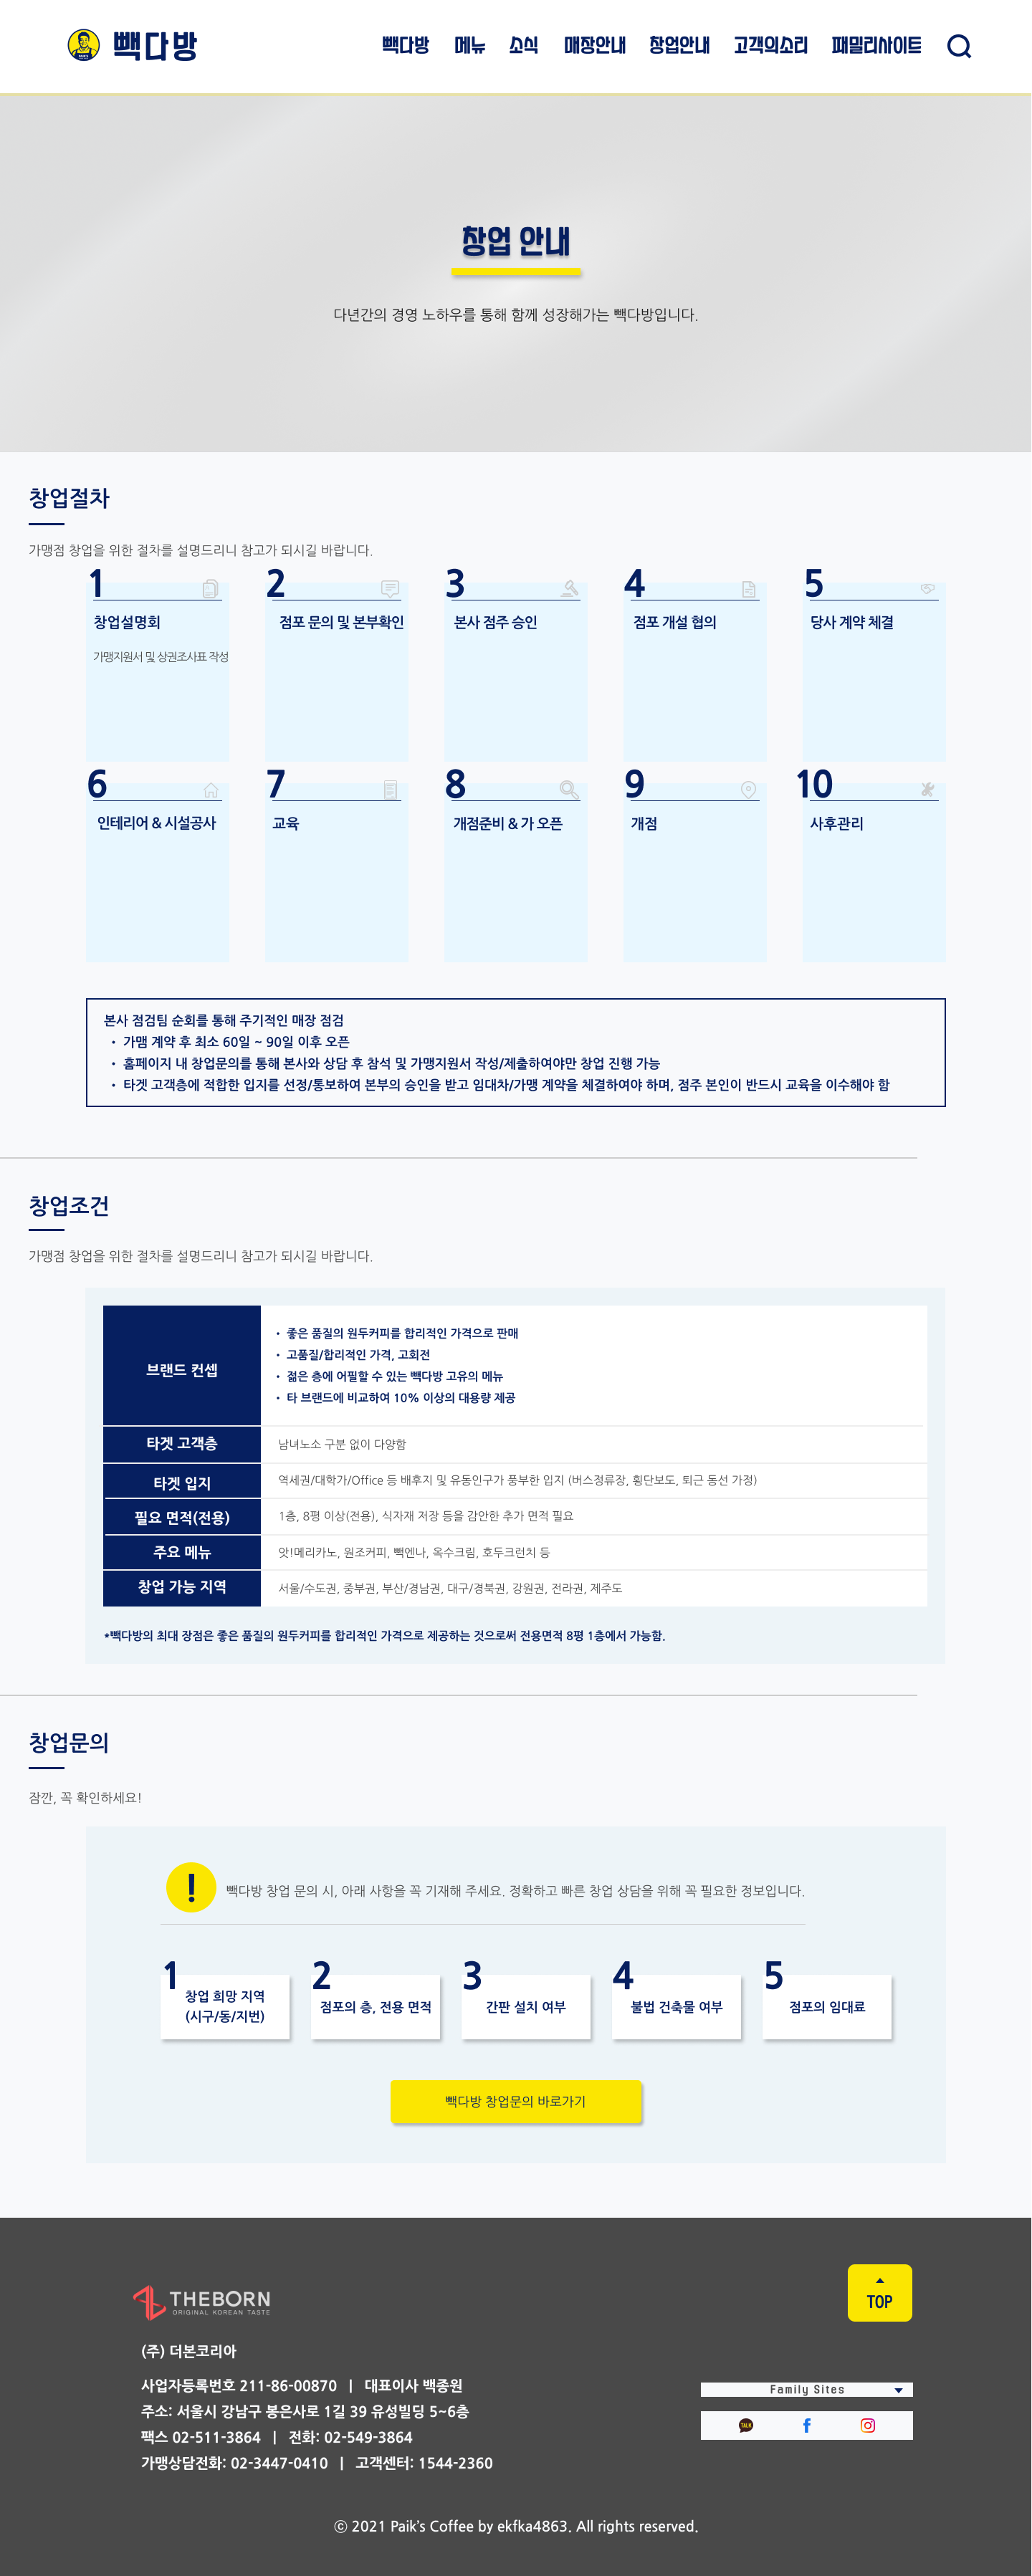 빽다방
빽다방 메뉴 소식 매장안내 창업안내 고객의소리 패밀리사이트
창업 안내
다년간의 경영 노하우를 통해 함께 성장해가는 빽다방입니다.
창업절차
가맹점 창업을 위한 절차를 설명드리니 참고가 되시길 바랍니다.
1
창업설명회
가맹지원서 및 상권조사표 작성
2
점포 문의 및 본부확인
3
본사 점주 승인
4
점포 개설 협의
5
당사 계약 체결
6
인테리어 & 시설공사
7
교육
8
개점준비 & 가 오픈
9
개점
10
사후관리
본사 점검팀 순회를 통해 주기적인 매장 점검
• 가맴 계약 후 최소 60일 ~ 90일 이후 오픈
• 홈페이지 내 창업문의를 통해 본사와 상담 후 참석 및 가맹지원서 작성/제출하여야만 창업 진행 가능
• 타겟 고객층에 적합한 입지를 선정/통보하여 본부의 승인을 받고 임대차/가맹 계약을 체결하여야 하며, 점주 본인이 반드시 교육을 이수해야 함
창업조건
가맹점 창업을 위한 절차를 설명드리니 참고가 되시길 바랍니다.
브랜드 컨셉
• 좋은 품질의 원두커피를 합리적인 가격으로 판매
• 고품질/합리적인 가격, 고회전
• 젊은 층에 어필할 수 있는 빽다방 고유의 메뉴
• 타 브랜드에 비교하여 10% 이상의 대용량 제공
타겟 고객층
남녀노소 구분 없이 다양함
타겟 입지
역세권/대학가/Office 등 배후지 및 유동인구가 풍부한 입지 (버스정류장, 횡단보도, 퇴근 동선 가정)
필요 면적(전용)
1층, 8평 이상(전용), 식자재 저장 등을 감안한 추가 면적 필요
주요 메뉴
앗!메리카노, 원조커피, 빽엔나, 옥수크림, 호두크런치 등
창업 가능 지역
서울/수도권, 중부권, 부산/경남권, 대구/경북권, 강원권, 전라권, 제주도
*빽다방의 최대 장점은 좋은 품질의 원두커피를 합리적인 가격으로 제공하는 것으로써 전용면적 8평 1층에서 가능함.
창업문의
잠깐, 꼭 확인하세요!
!
빽다방 창업 문의 시, 아래 사항을 꼭 기재해 주세요. 정확하고 빠른 창업 상담을 위해 꼭 필요한 정보입니다.
1
창업 희망 지역
(시구/동/지번)
2
점포의 층, 전용 면적
3
간판 설치 여부
4
불법 건축물 여부
5
점포의 임대료
빽다방 창업문의 바로가기
THEBORN
ORIGINAL KOREAN TASTE
TOP
(주) 더본코리아
사업자등록번호 211-86-00870 | 대표이사 백종원
주소: 서울시 강남구 봉은사로 1길 39 유성빌딩 5~6층
팩스 02-511-3864 | 전화: 02-549-3864
가맹상담전화: 02-3447-0410 | 고객센터: 1544-2360
Family Sites
TALK
ⓒ 2021 Paik's Coffee by ekfka4863. All rights reserved.